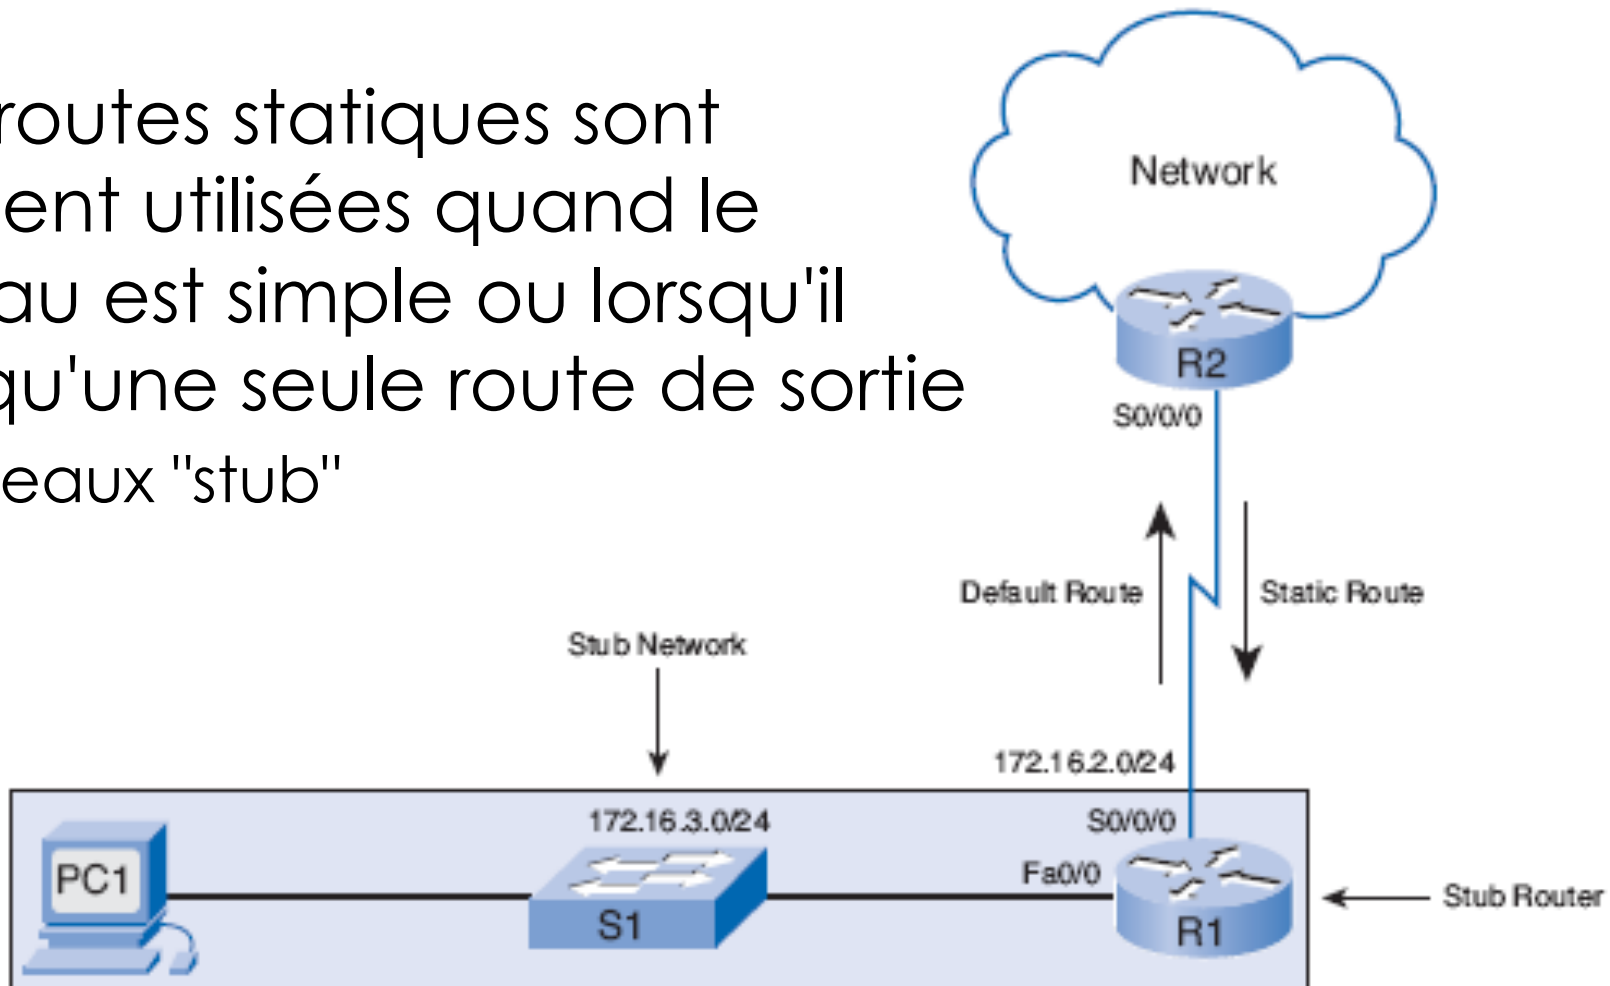 routes statiques sont
ent utilisées quand le
au est simple ou lorsqu'il
qu'une seule route de sortie
eaux "stub"
Network
R2
S0/0/0
Default Route
Static Route
Stub Network
172.16.2.0/24
172.16.3.0/24
S0/0/0
PC1
Fa0/0
S1
R1
Stub Router